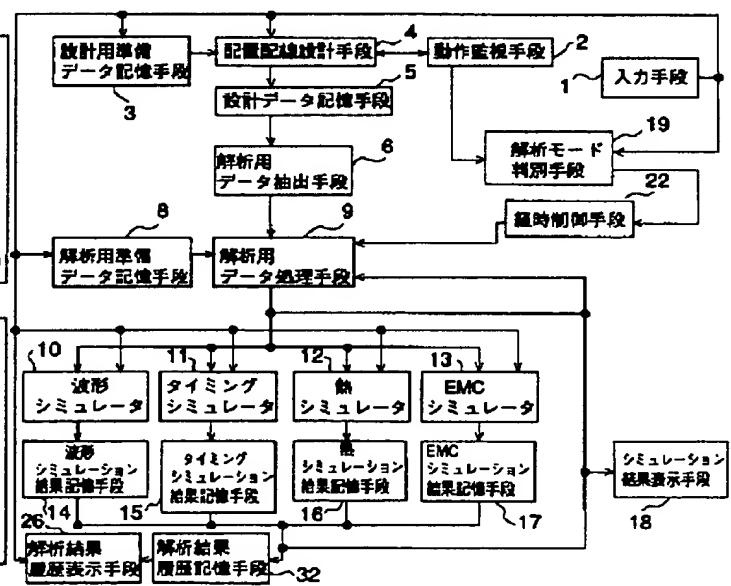 設計用準備
データ記憶手段
3
配置配線設計手段
4
動作監視手段
2
5
設計データ記憶手段
1
入力手段
19
解析モード
判別手段
6
解析用
データ抽出手段
22
経時制御手段
8
解析用準備
データ記憶手段
9
解析用
データ処理手段
10
波形
シミュレータ
11
タイミング
シミュレータ
12
熱
シミュレータ
13
EMC
シミュレータ
波形
シミュレーション
結果記憶手段
14
タイミング
シミュレーション
結果記憶手段
15
熱
シミュレーション
結果記憶手段
16
EMC
シミュレーション
結果記憶手段
17
シミュレーション
結果表示手段
18
26
解析結果
履歴表示手段
解析結果
履歴記憶手段
32